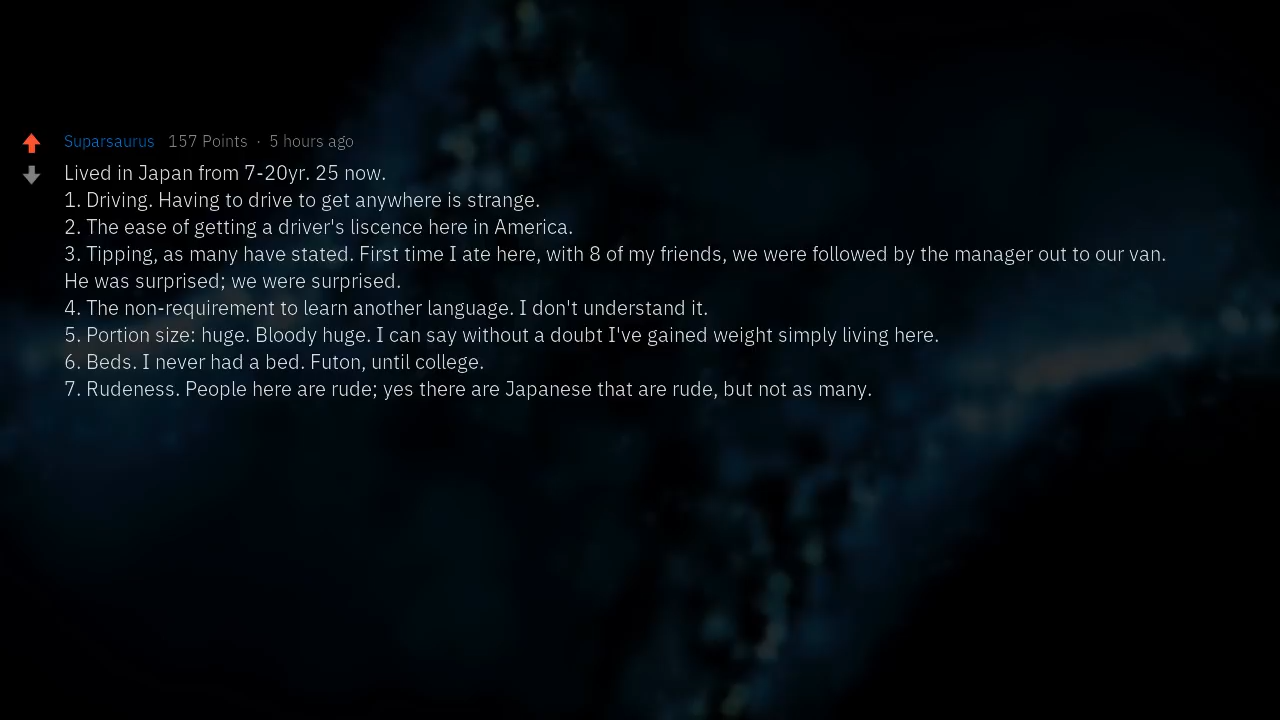 Suparsaurus 157 Points · 5 hours ago
Lived in Japan from 7-20yr. 25 now.
1. Driving. Having to drive to get anywhere is strange.
2. The ease of getting a driver's liscence here in America.
3. Tipping, as many have stated. First time I ate here, with 8 of my friends, we were followed by the manager out to our van.
He was surprised; we were surprised.
4. The non-requirement to learn another language. I don't understand it.
5. Portion size: huge. Bloody huge. I can say without a doubt I've gained weight simply living here.
6. Beds. I never had a bed. Futon, until college.
7. Rudeness. People here are rude; yes there are Japanese that are rude, but not as many.